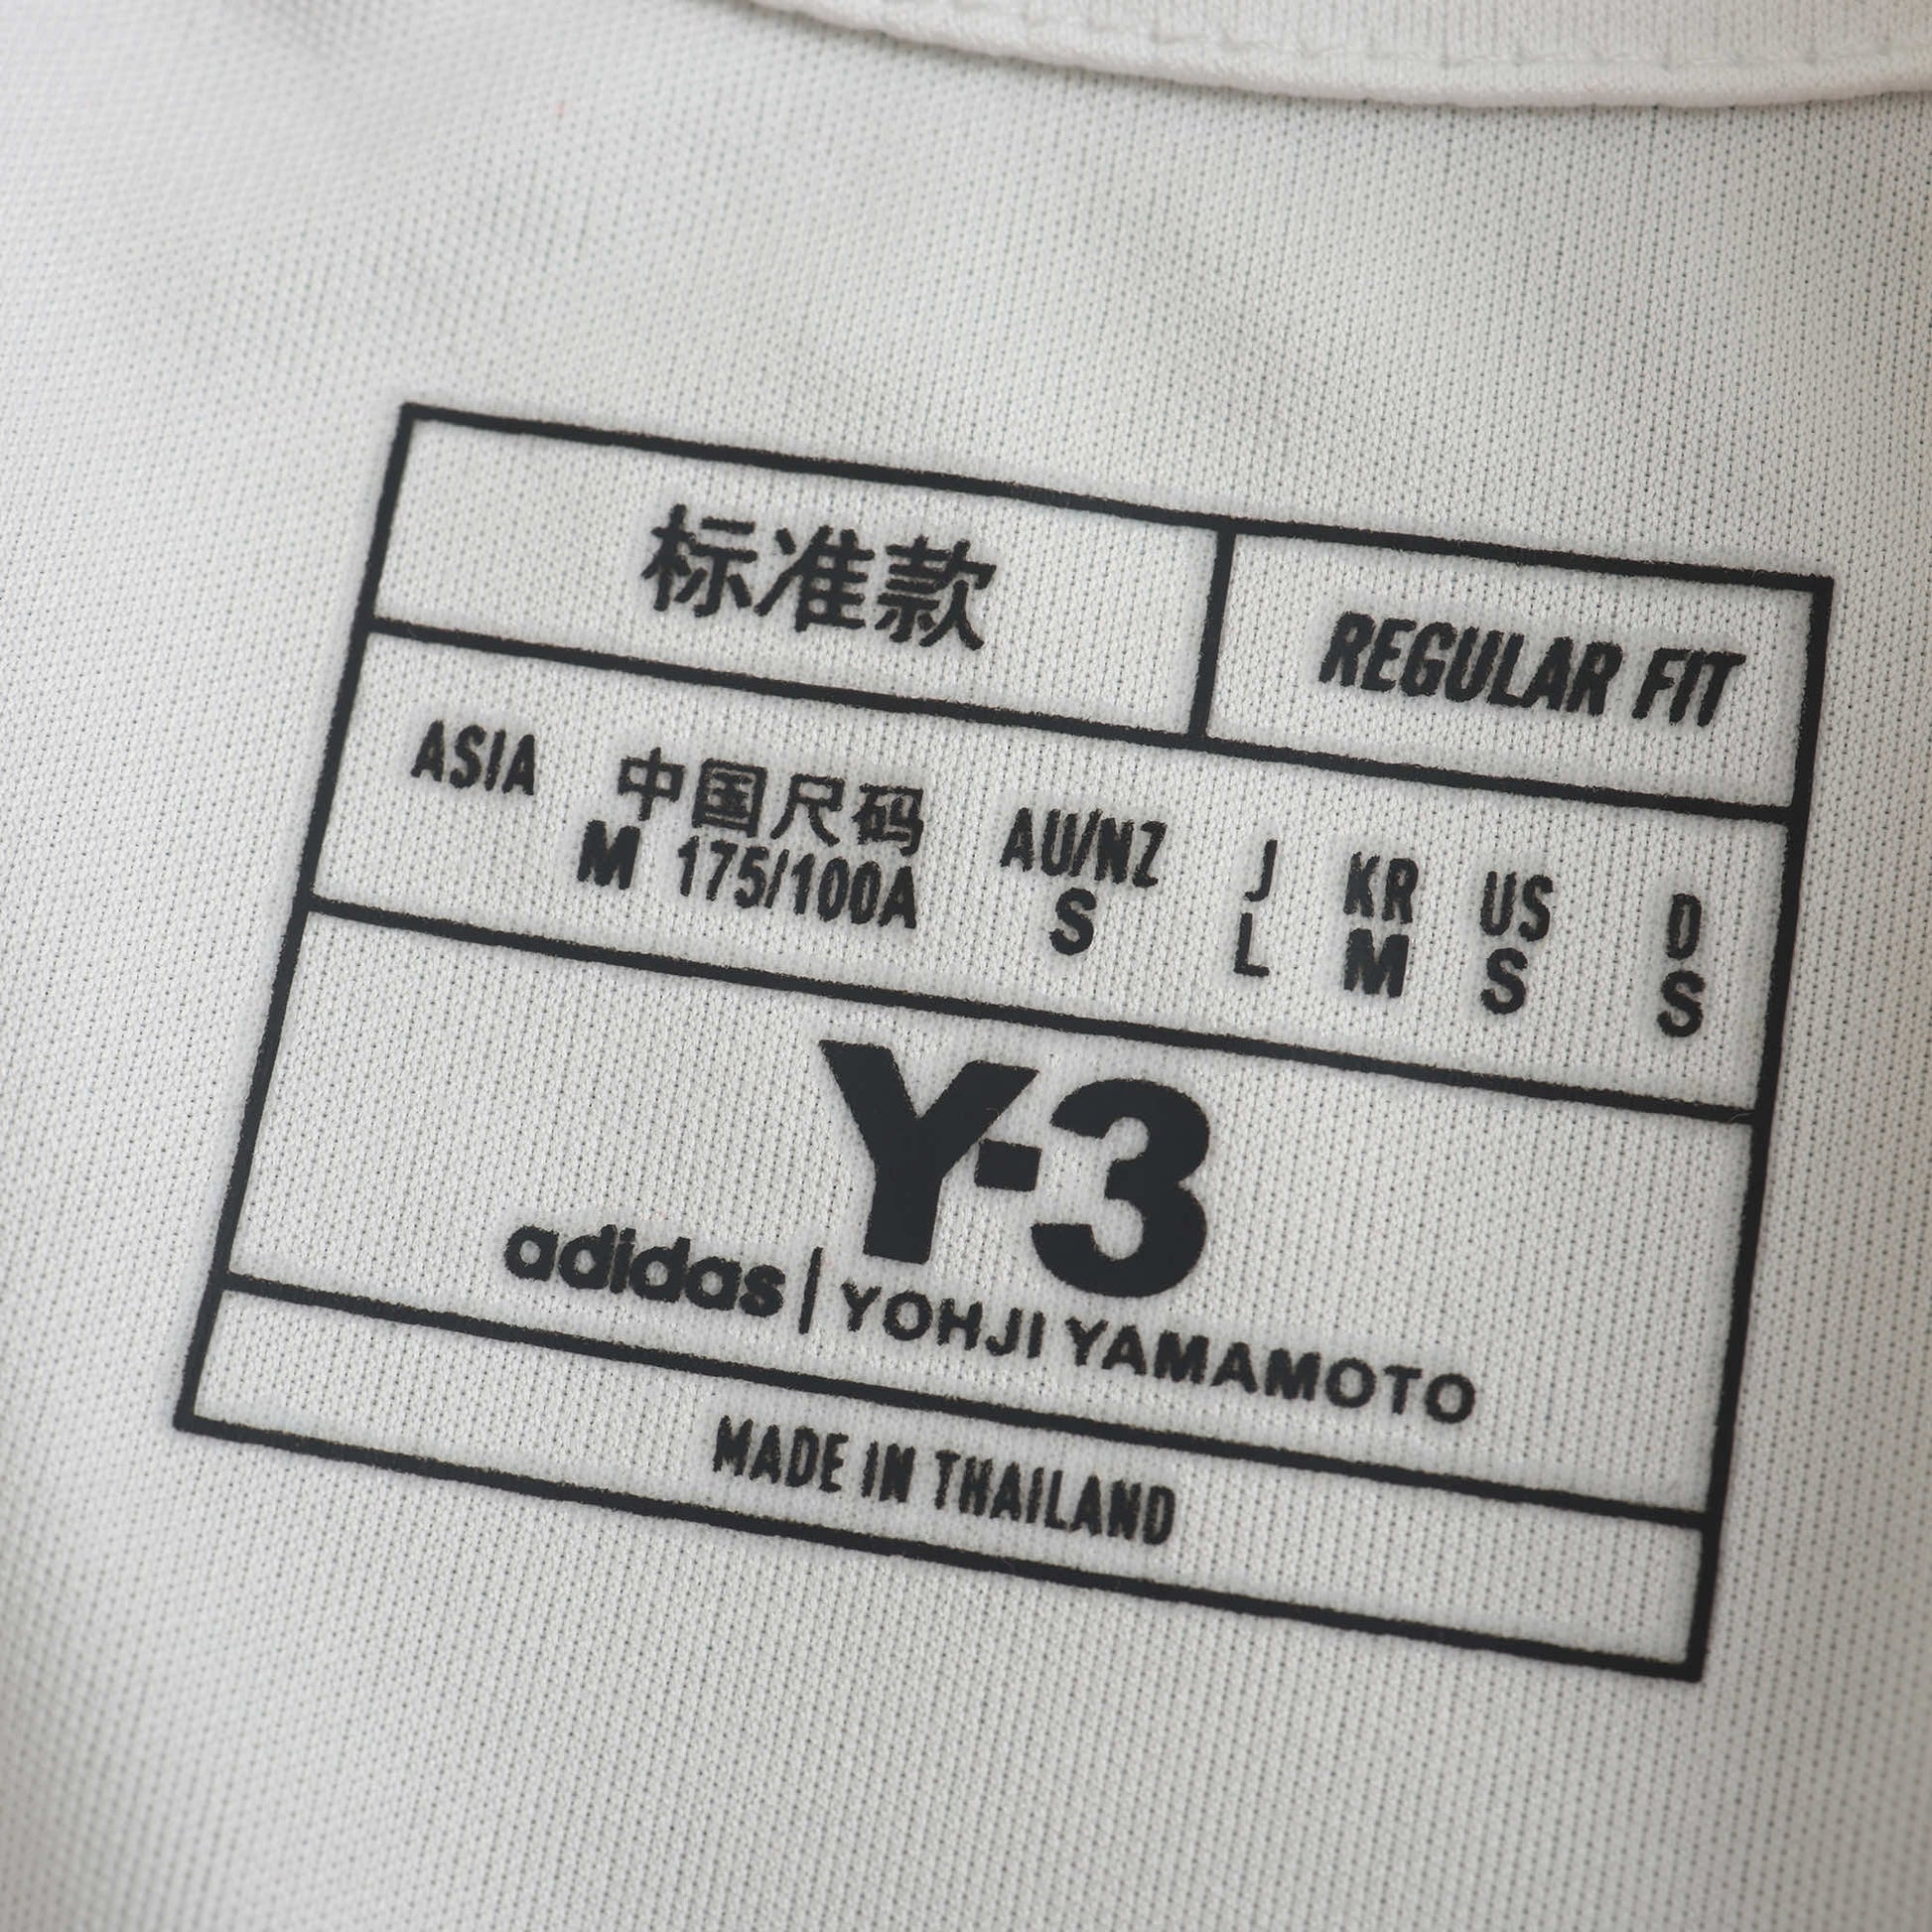 标准款 REGULAR FIT
ASIA 中国尺码 AU/NZ J KR US D
M 175/100A S L M S S
Y-3
adidas | YOHJI YAMAMOTO
MADE IN THAILAND